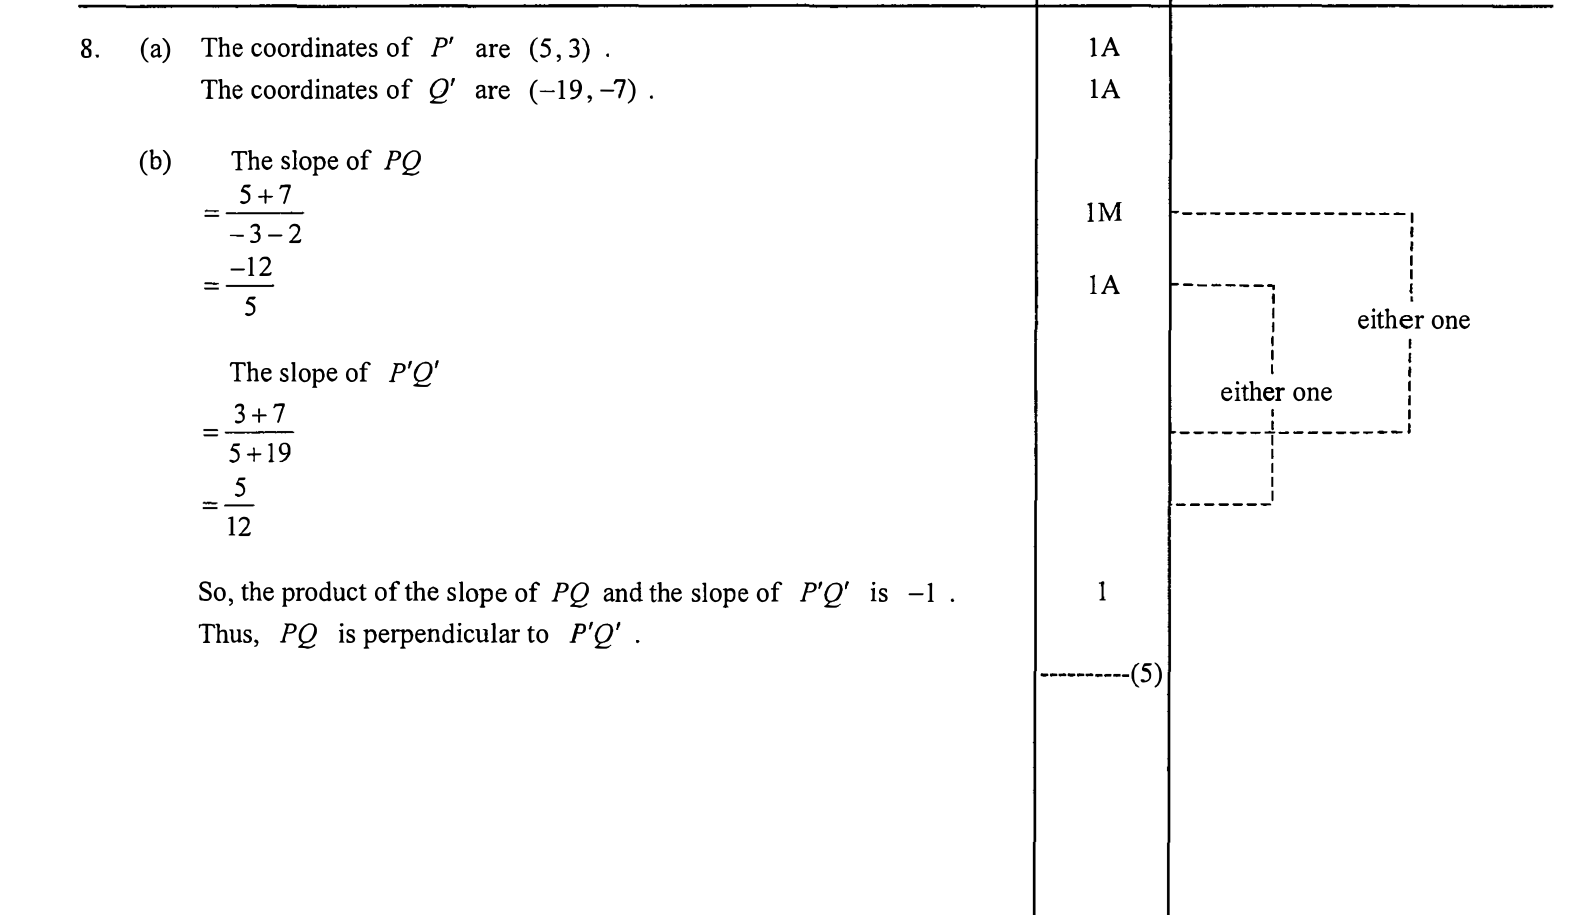 8. (a) The coordinates of P′ are (5, 3) . 1A
The coordinates of Q′ are (−19, −7) . 1A
(b) The slope of PQ
= (5 + 7)/(−3 − 2) 1M
= −12/5 1A
either one
The slope of P′Q′
either one
= (3 + 7)/(5 + 19)
= 5/12
So, the product of the slope of PQ and the slope of P′Q′ is −1 . 1
Thus, PQ is perpendicular to P′Q′ .
----------(5)